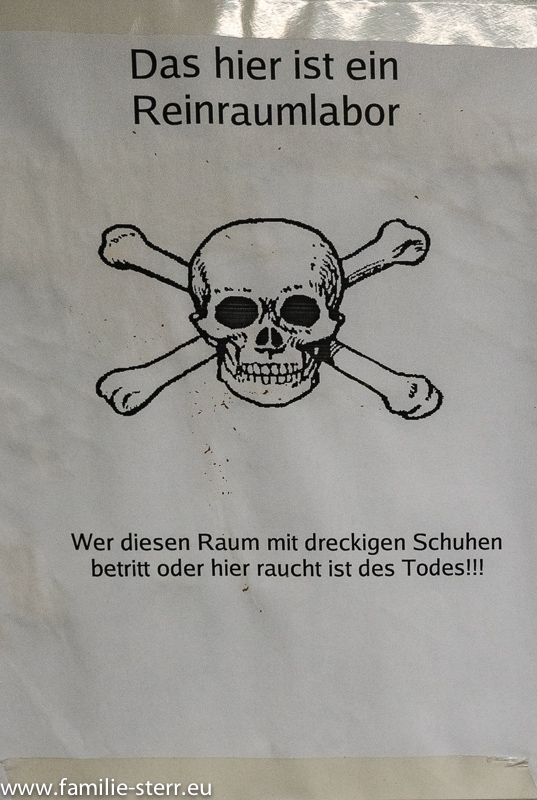 Das hier ist ein
Reinraumlabor
Wer diesen Raum mit dreckigen Schuhen
betritt oder hier raucht ist des Todes!!!
www.familie-sterr.eu